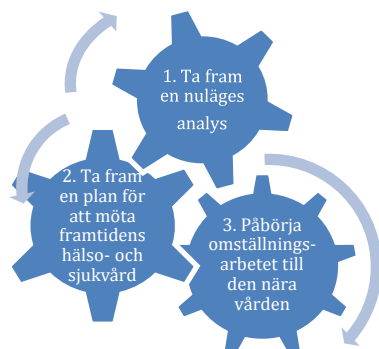 1. Ta fram
en nuläges
analys
2. Ta fram
en plan för
att möta
framtidens
hälso- och
sjukvård
3. Påbörja
omställnings-
arbetet till
den nära
vården